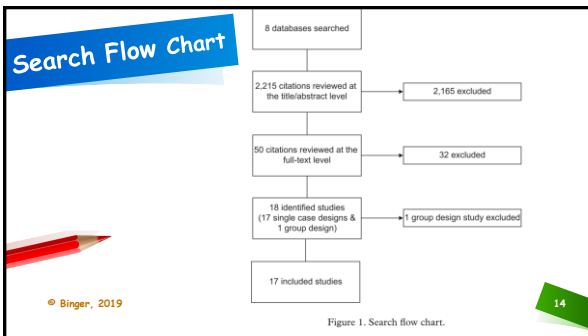 Search Flow Chart
8 databases searched
2,215 citations reviewed at
the title/abstract level
2,165 excluded
50 citations reviewed at the
full-text level
32 excluded
18 identified studies
(17 single case designs &
1 group design)
1 group design study excluded
17 included studies
© Binger, 2019
14
Figure 1. Search flow chart.